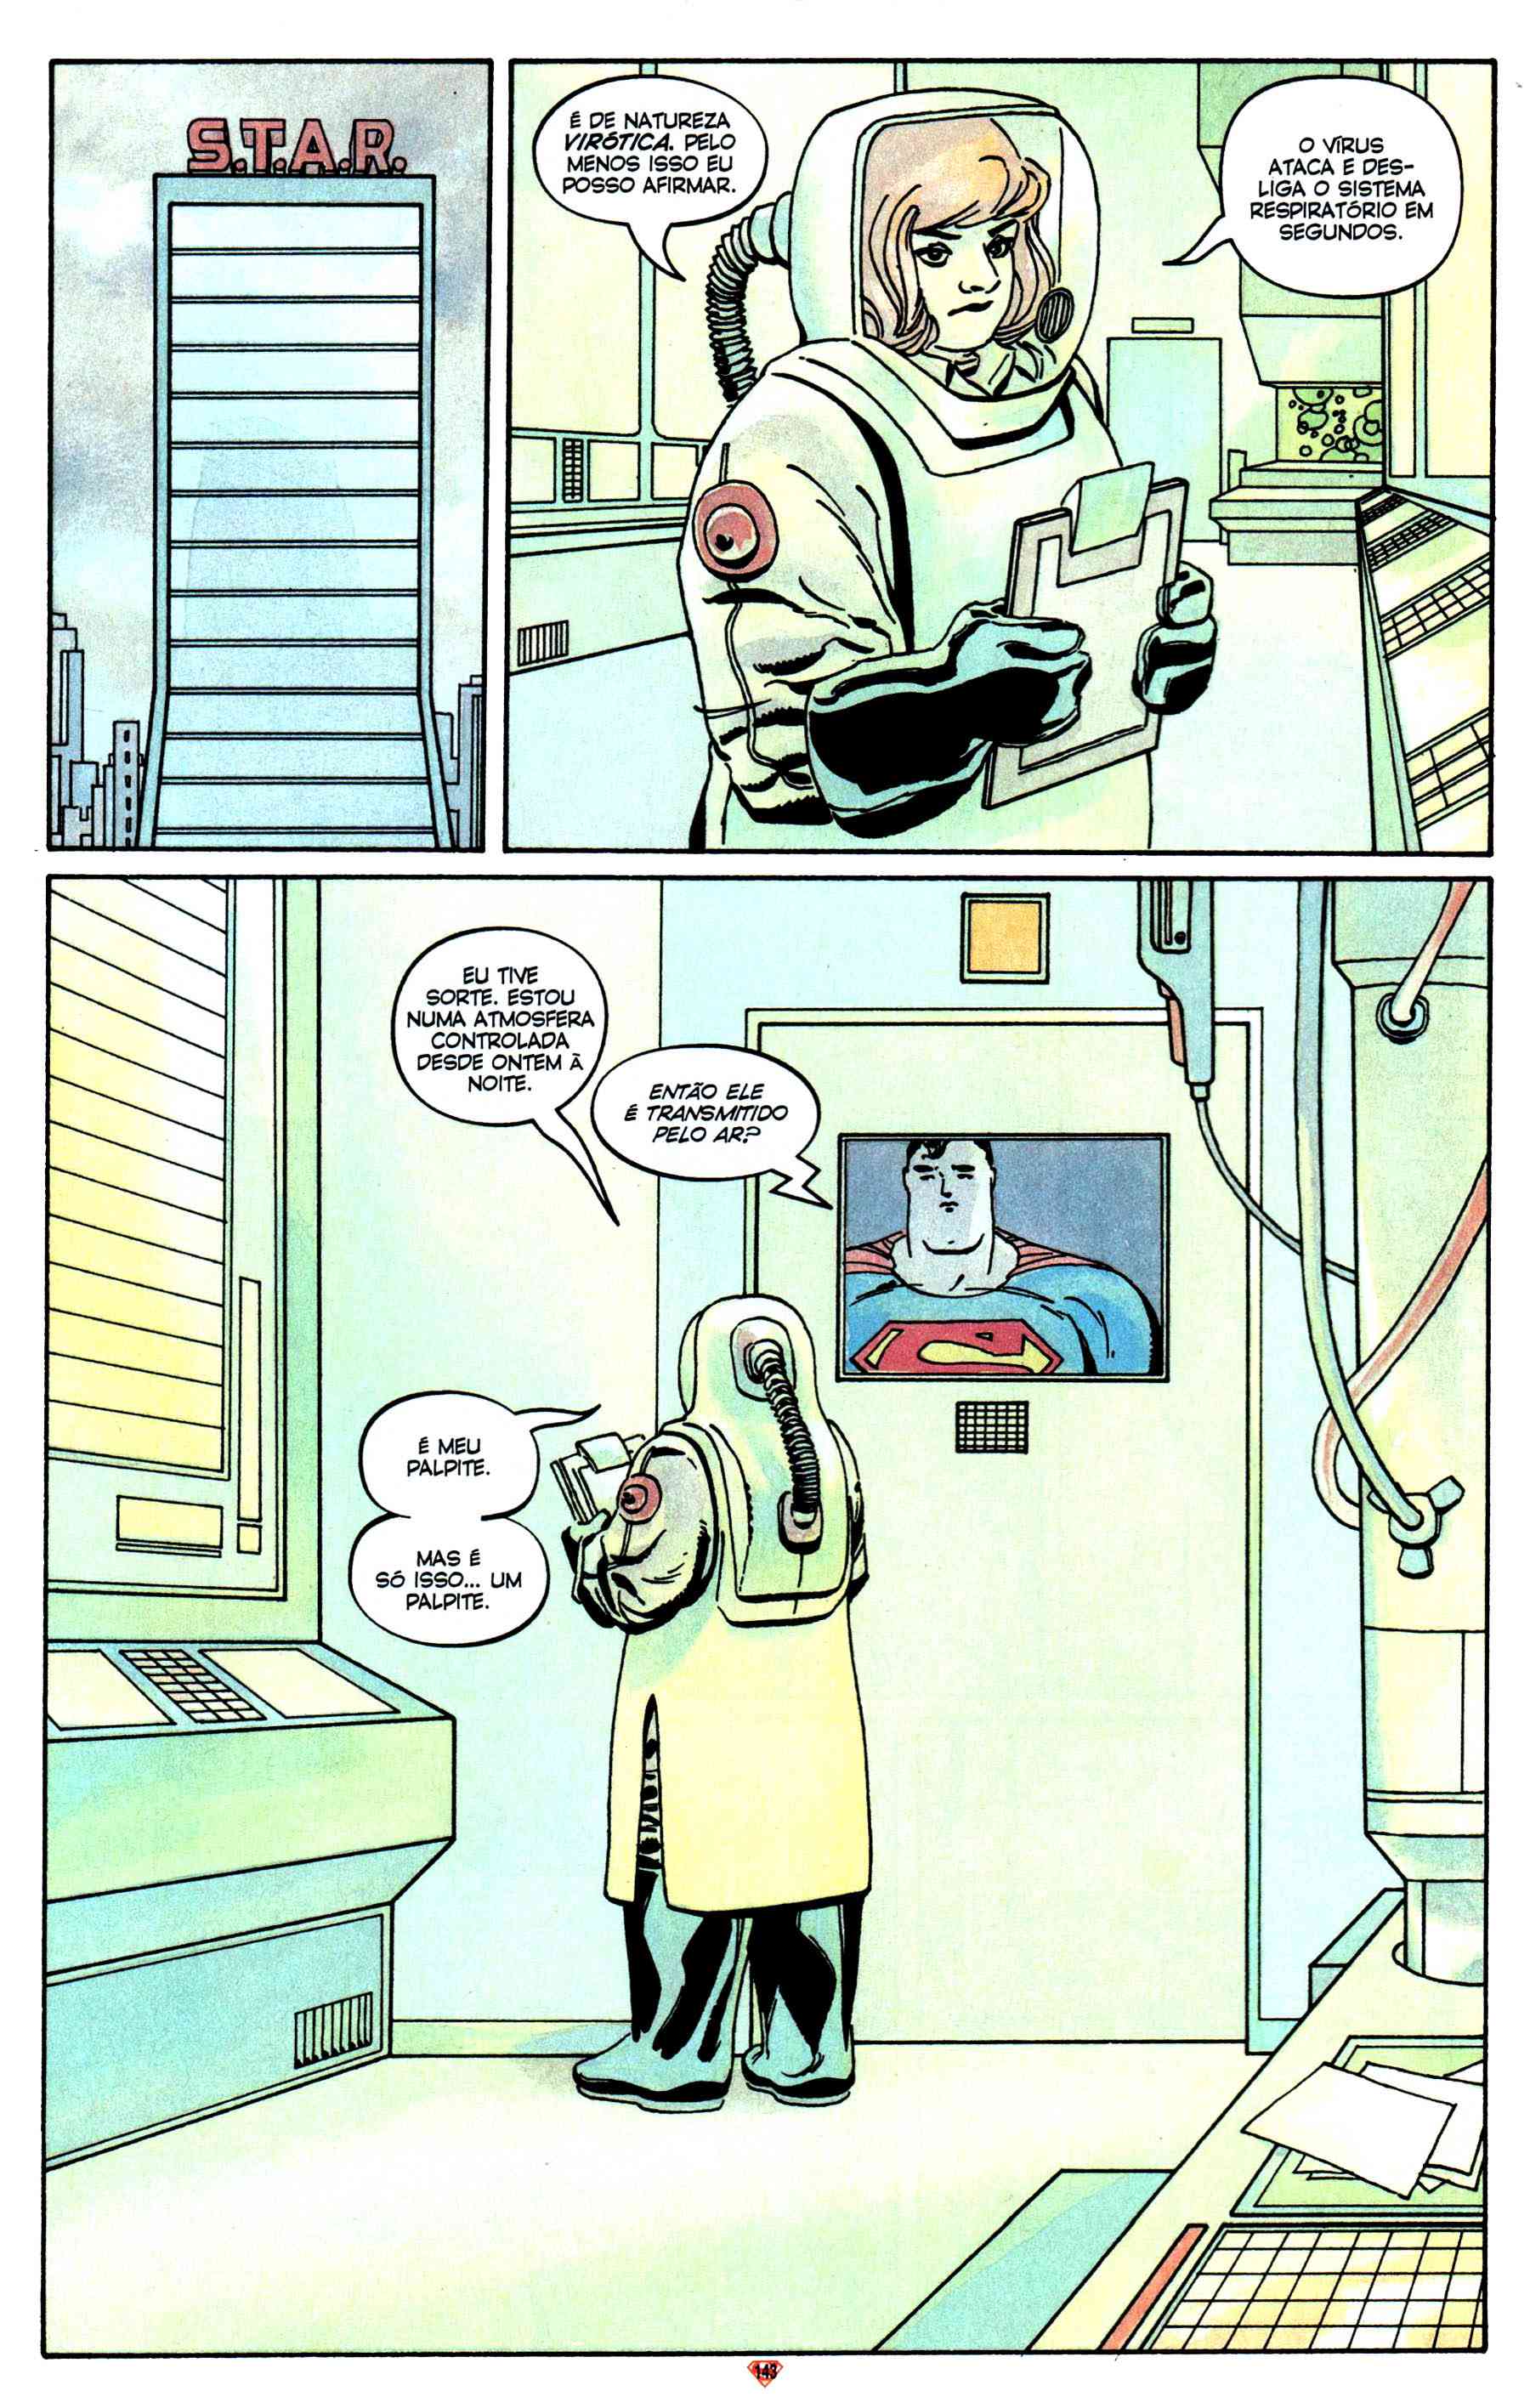 S.T.A.R.
É DE NATUREZA
VIRÓTICA. PELO
MENOS ISSO EU
POSSO AFIRMAR.
O VÍRUS
ATACA E DES-
LIGA O SISTEMA
RESPIRATÓRIO EM
SEGUNDOS.
EU TIVE
SORTE. ESTOU
NUMA ATMOSFERA
CONTROLADA
DESDE ONTEM À
NOITE.
ENTÃO ELE
É TRANSMITIDO
PELO AR?
É MEU
PALPITE.
MAS É
SÓ ISSO... UM
PALPITE.
143